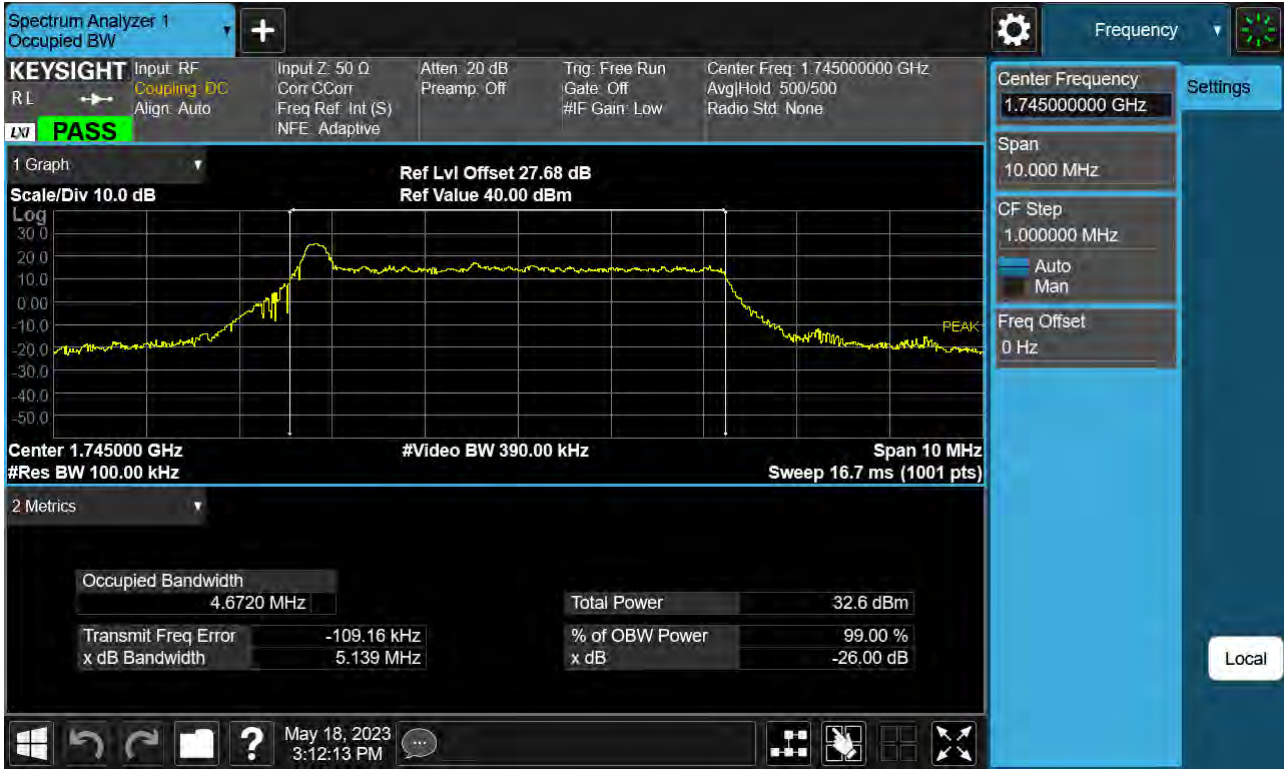 Spectrum Analyzer 1
Occupied BW
+
Frequency
KEYSIGHT
RL
LXI PASS
Input: RF
Coupling: DC
Align: Auto
Input Z: 50 Ω
Corr CCorr
Freq Ref: Int (S)
NFE: Adaptive
Atten: 20 dB
Preamp: Off
Trig: Free Run
Gate: Off
#IF Gain: Low
Center Freq: 1.745000000 GHz
Avg|Hold: 500/500
Radio Std: None
1 Graph
Scale/Div 10.0 dB
Ref Lvl Offset 27.68 dB
Ref Value 40.00 dBm
Log
30.0
20.0
10.0
0.00
-10.0
-20.0
-30.0
-40.0
-50.0
PEAK
Center 1.745000 GHz
#Video BW 390.00 kHz
Span 10 MHz
#Res BW 100.00 kHz
Sweep 16.7 ms (1001 pts)
2 Metrics
Occupied Bandwidth
4.6720 MHz
Transmit Freq Error -109.16 kHz
x dB Bandwidth 5.139 MHz
Total Power 32.6 dBm
% of OBW Power 99.00 %
x dB -26.00 dB
Center Frequency
1.745000000 GHz
Span
10.000 MHz
CF Step
1.000000 MHz
Auto
Man
Freq Offset
0 Hz
Settings
Local
?
May 18, 2023
3:12:13 PM